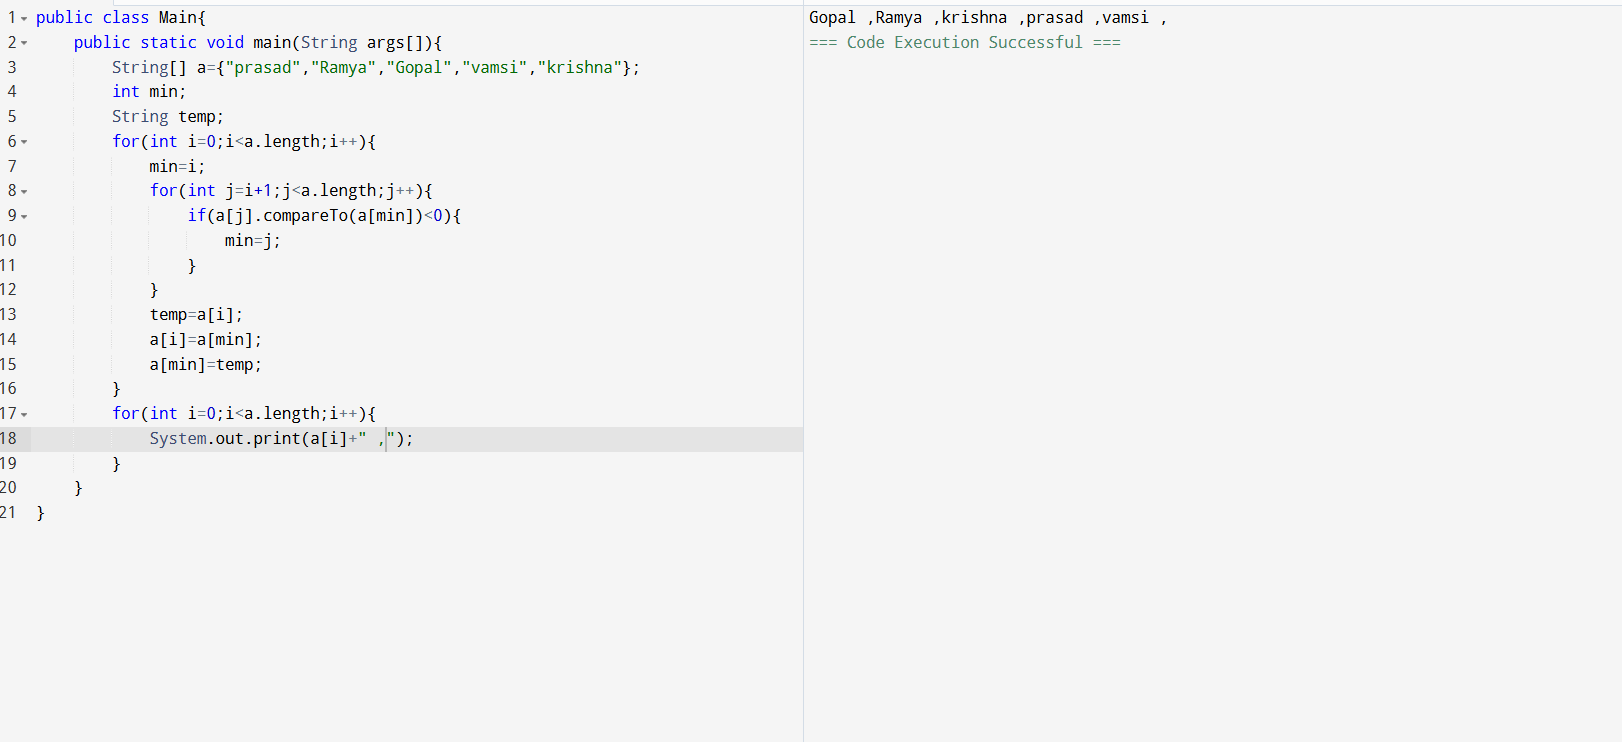 1 public class Main{
2     public static void main(String args[]){
3         String[] a={"prasad","Ramya","Gopal","vamsi","krishna"};
4         int min;
5         String temp;
6         for(int i=0;i<a.length;i++){
7             min=i;
8             for(int j=i+1;j<a.length;j++){
9                 if(a[j].compareTo(a[min])<0){
10                     min=j;
11                 }
12             }
13             temp=a[i];
14             a[i]=a[min];
15             a[min]=temp;
16         }
17         for(int i=0;i<a.length;i++){
18             System.out.print(a[i]+" ,");
19         }
20     }
21 }
Gopal ,Ramya ,krishna ,prasad ,vamsi ,
=== Code Execution Successful ===